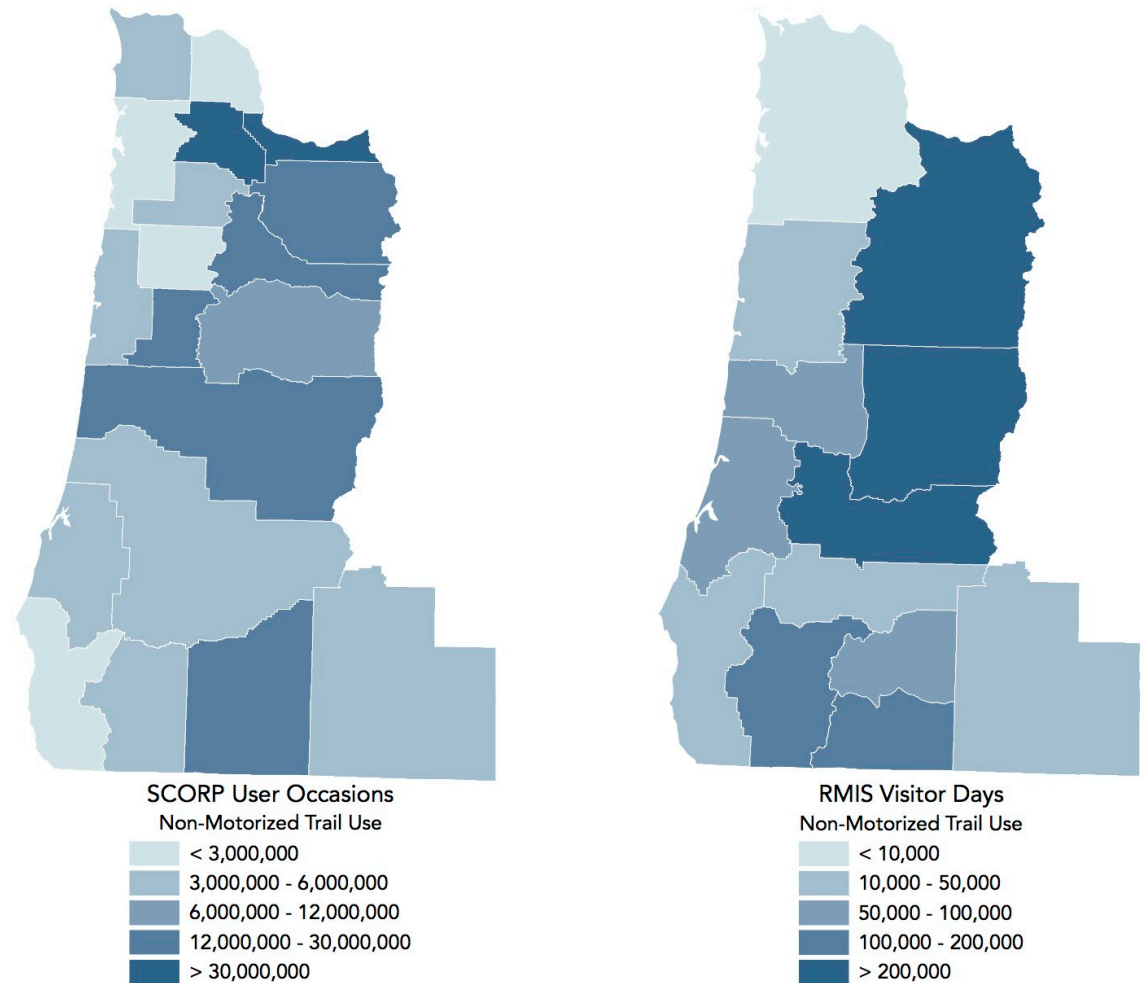 SCORP User Occasions
Non-Motorized Trail Use
< 3,000,000
3,000,000 - 6,000,000
6,000,000 - 12,000,000
12,000,000 - 30,000,000
> 30,000,000
RMIS Visitor Days
Non-Motorized Trail Use
< 10,000
10,000 - 50,000
50,000 - 100,000
100,000 - 200,000
> 200,000